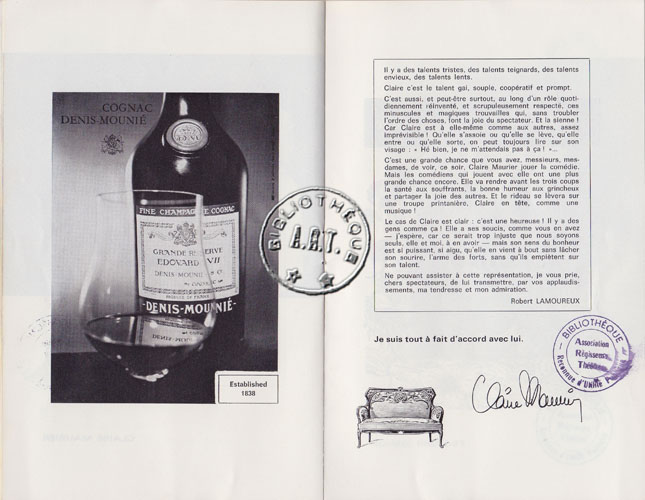 COGNAC
DENIS-MOUNIÉ
FINE CHAMPAGNE COGNAC
GRANDE RÉSERVE
EDOUARD VII
DENIS-MOUNIÉ
-DENIS-MOUNIÉ-
Established
1838
BIBLIOTHÈQUE
A.R.T.
Il y a des talents tristes, des talents teignards, des talents
envieux, des talents lents.
Claire c'est le talent gai, souple, coopératif et prompt.
C'est aussi, et peut-être surtout, au long d'un rôle quoti-
diennement réinventé, et scrupuleusement respecté, ces
minuscules et magiques trouvailles qui, sans troubler
l'ordre des choses, font la joie du spectateur. Et la sienne !
Car Claire est à elle-même comme aux autres, assez
imprévisible ! Qu'elle s'assoie ou qu'elle se lève, qu'elle
entre ou qu'elle sorte, on peut toujours lire sur son
visage : « Hé bien, je ne m'attendais pas à ça ! »...
C'est une grande chance que vous avez, messieurs, mes-
dames, de voir, ce soir, Claire Maurier jouer la comédie.
Mais les comédiens qui jouent avec elle ont une plus
grande chance encore. Elle va rendre avant les trois coups
la santé aux souffrants, la bonne humeur aux grincheux
et partager la joie des autres. Et le rideau se lèvera sur
une troupe printanière, Claire en tête, comme une
musique !
Le cas de Claire est clair : c'est une heureuse ! Il y a des
gens comme ça ! Elle a ses soucis, comme vous en avez
— j'espère, car ce serait trop injuste que nous soyons
seuls, elle et moi, à en avoir — mais son sens du bonheur
est si puissant, si aigu, qu'elle en vient à bout sans lâcher
son sourire, l'arme des forts, sans qu'ils empiètent sur
son talent.
Ne pouvant assister à cette représentation, je vous prie,
chers spectateurs, de lui transmettre, par vos applaudis-
sements, ma tendresse et mon admiration.
Robert LAMOUREUX
Je suis tout à fait d'accord avec lui.
BIBLIOTHÈQUE
Association
Régisseurs
Théâtre
Claire Maurier
CLAIRE MAURIER